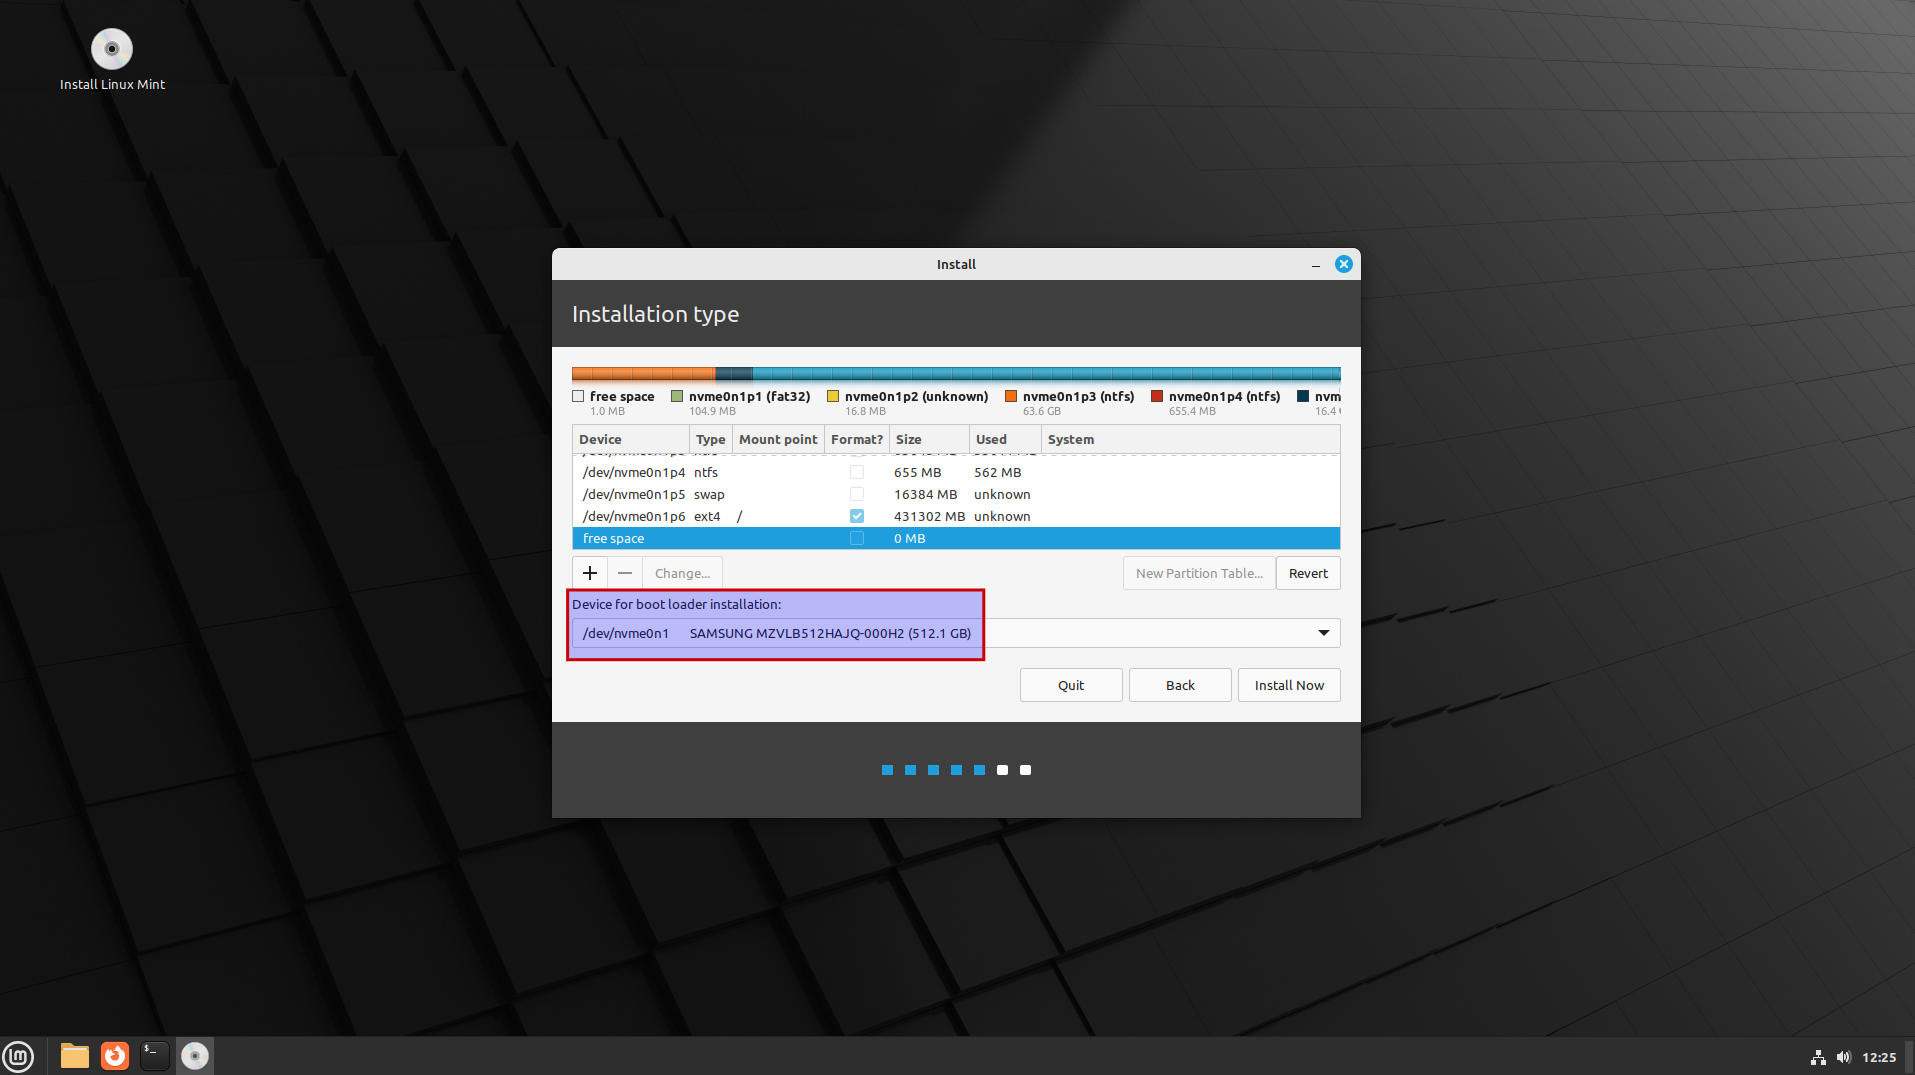 Install Linux Mint
Install
Installation type
free space nvme0n1p1 (fat32) nvme0n1p2 (unknown) nvme0n1p3 (ntfs) nvme0n1p4 (ntfs) nvm
1.0 MB 104.9 MB 16.8 MB 63.6 GB 655.4 MB 16.4
Device Type Mount point Format? Size Used System
/dev/nvme0n1p4 ntfs 655 MB 562 MB
/dev/nvme0n1p5 swap 16384 MB unknown
/dev/nvme0n1p6 ext4 / 431302 MB unknown
free space 0 MB
+ − Change... New Partition Table... Revert
Device for boot loader installation:
/dev/nvme0n1 SAMSUNG MZVLB512HAJQ-000H2 (512.1 GB)
Quit Back Install Now
$_ 12:25